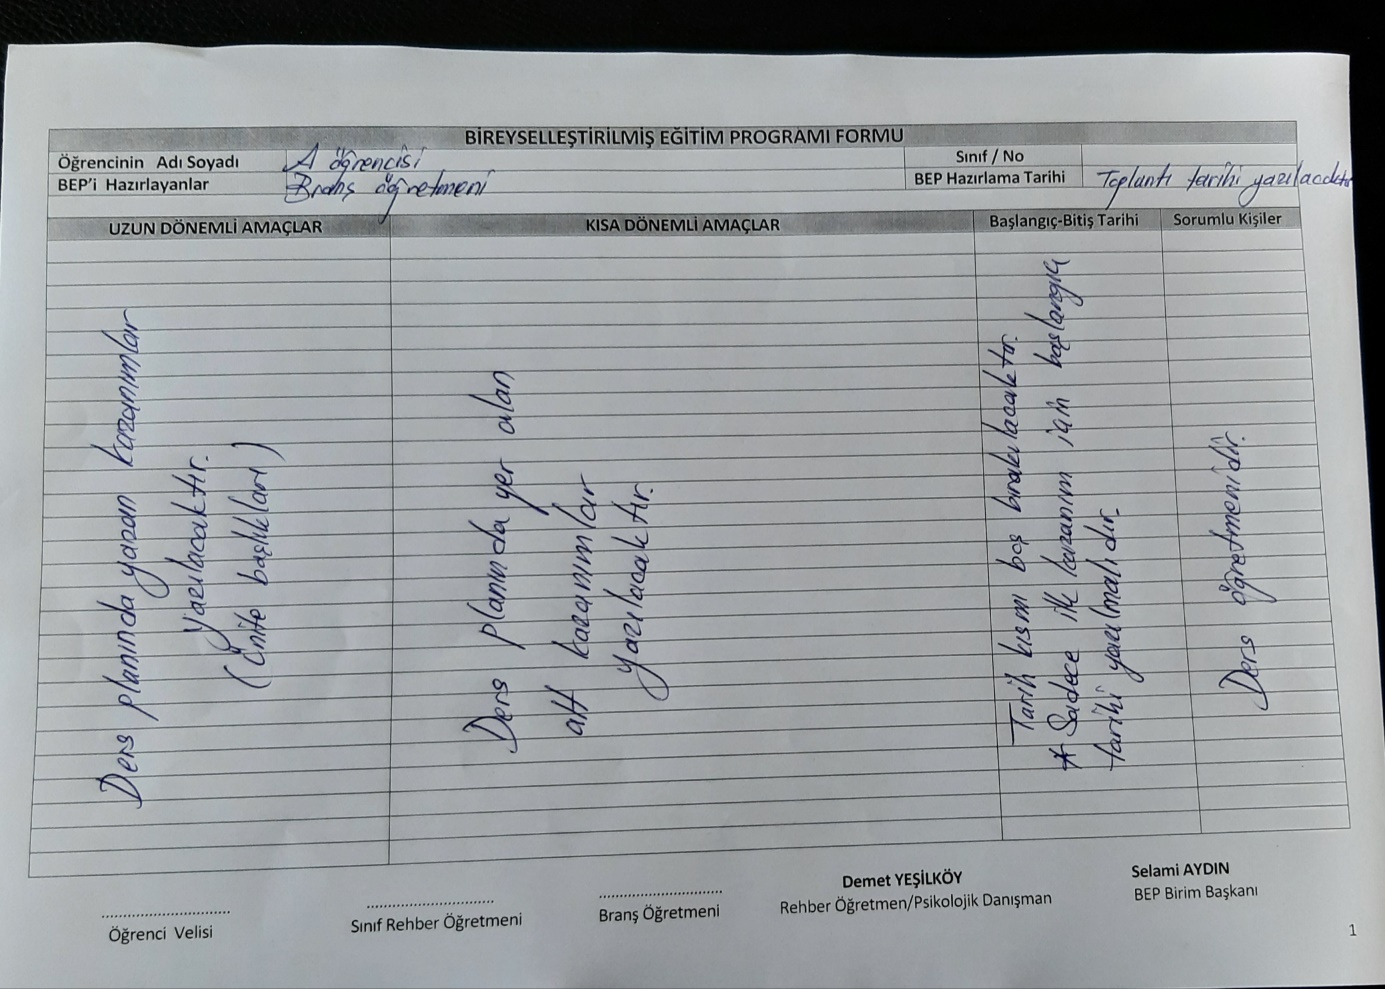 BİREYSELLEŞTİRİLMİŞ EĞİTİM PROGRAMI FORMU
Öğrencinin Adı Soyadı A öğrencisi Sınıf / No
BEP'i Hazırlayanlar Branş öğretmeni BEP Hazırlama Tarihi Toplantı tarihi yazılacaktır
UZUN DÖNEMLİ AMAÇLAR KISA DÖNEMLİ AMAÇLAR Başlangıç-Bitiş Tarihi Sorumlu Kişiler
Ders planında yazan kazanımlar
yazılacaktır.
(Ünite başlıkları)
Ders planında yer alan
alt kazanımlar
yazılacaktır.
Tarih kısmı boş bırakılacaktır.
* Sadece ilk kazanım için başlangıç
tarihi yazılmalıdır.
Ders öğretmenidir.
Öğrenci Velisi
Sınıf Rehber Öğretmeni
Branş Öğretmeni
Demet YEŞİLKÖY
Rehber Öğretmen/Psikolojik Danışman
Selami AYDIN
BEP Birim Başkanı
1